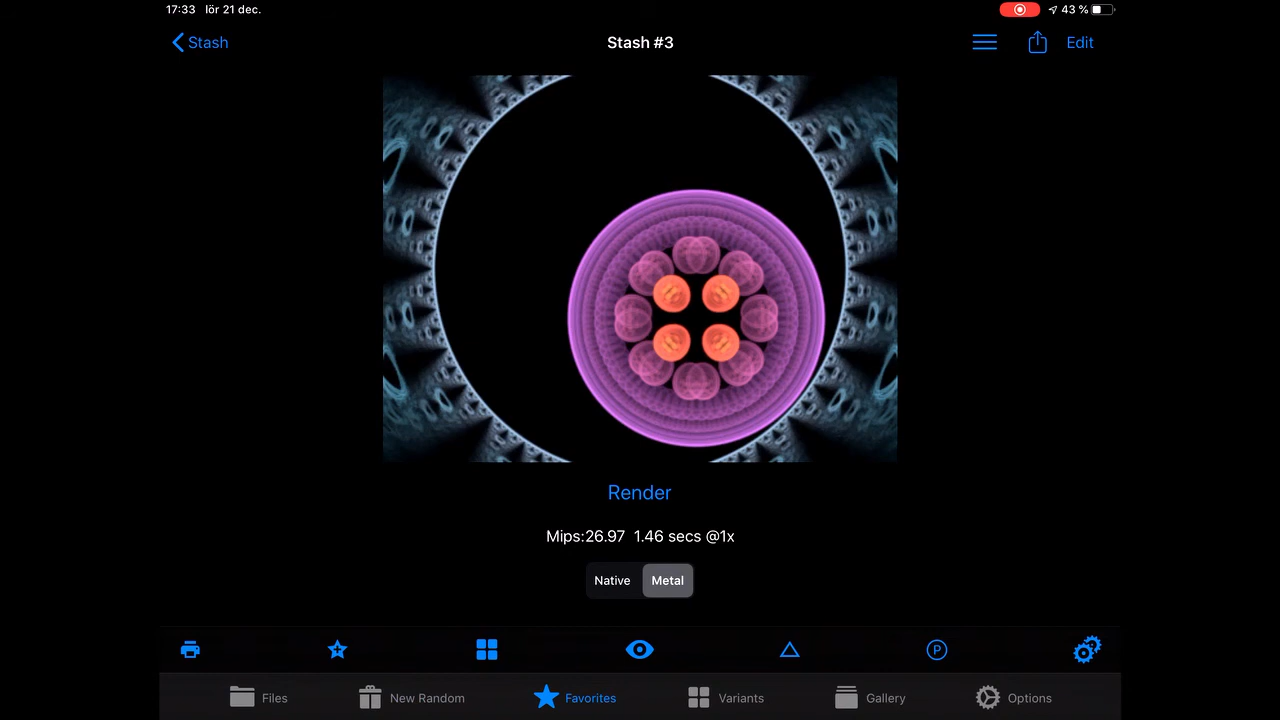 17:33 lör 21 dec.
43 %
Stash
Stash #3
Edit
Render
Mips:26.97 1.46 secs @1x
Native
Metal
P
Files
New Random
Favorites
Variants
Gallery
Options